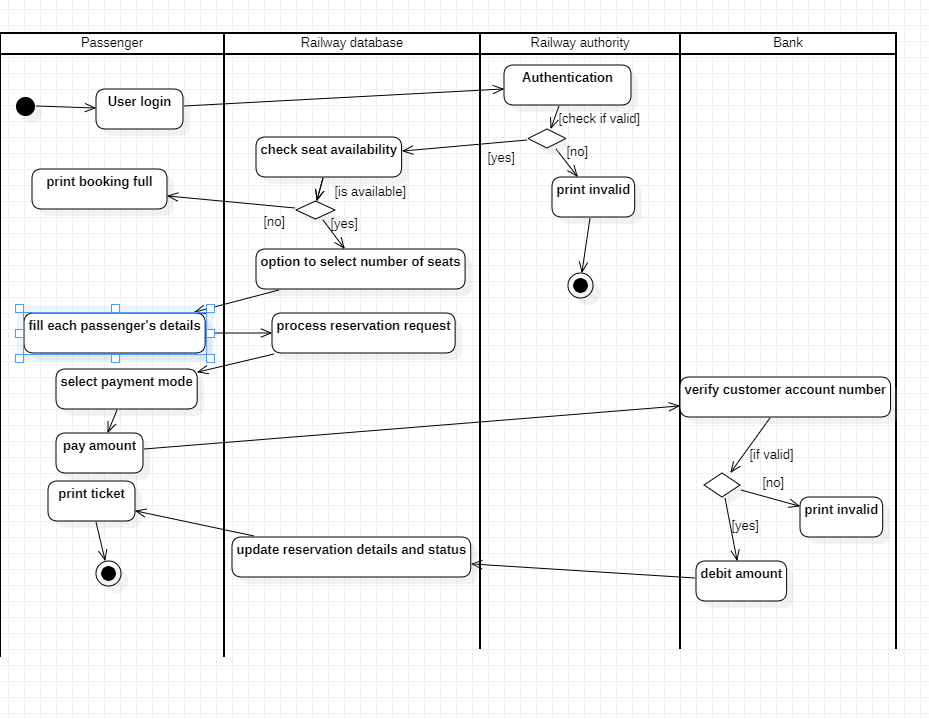 Passenger
Railway database
Railway authority
Bank
Authentication
User login
[check if valid]
check seat availability
[yes]
[no]
print booking full
[is available]
print invalid
[no]
[yes]
option to select number of seats
fill each passenger's details
process reservation request
select payment mode
verify customer account number
pay amount
[if valid]
print ticket
[no]
print invalid
[yes]
update reservation details and status
debit amount